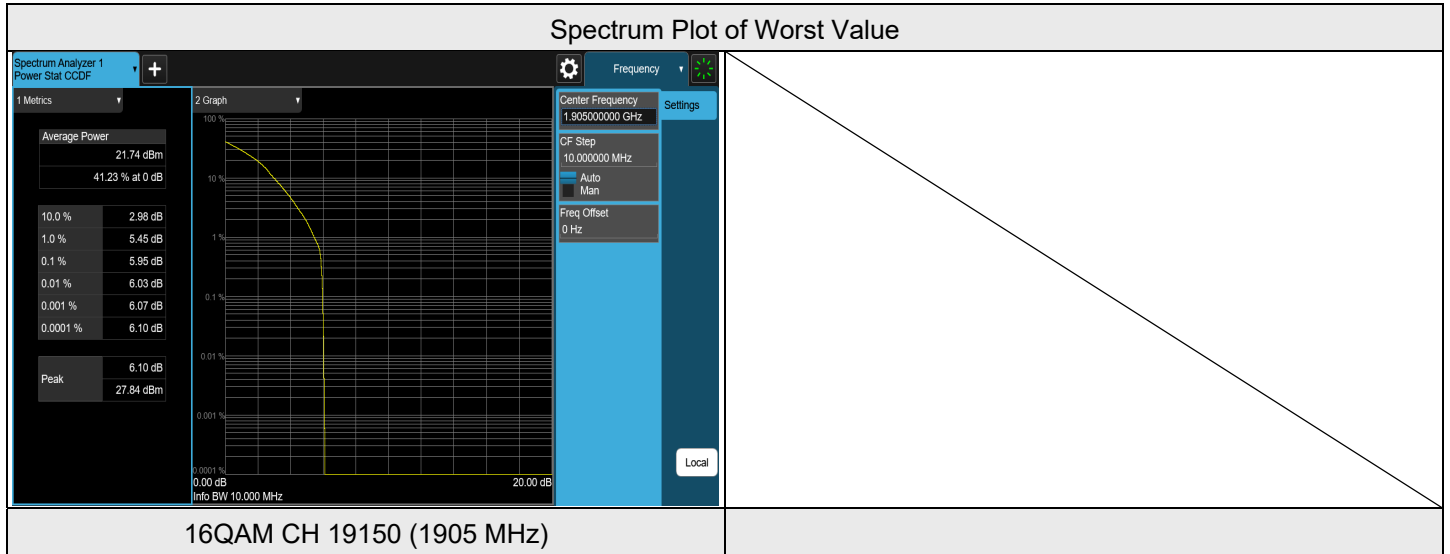 Spectrum Plot of Worst Value
Spectrum Analyzer 1
Power Stat CCDF
+
Frequency
1 Metrics
2 Graph
Average Power
21.74 dBm
41.23 % at 0 dB
10.0 % 2.98 dB
1.0 % 5.45 dB
0.1 % 5.95 dB
0.01 % 6.03 dB
0.001 % 6.07 dB
0.0001 % 6.10 dB
Peak
6.10 dB
27.84 dBm
100 %
10 %
1 %
0.1 %
0.01 %
0.001 %
0.0001 %
0.00 dB 20.00 dB
Info BW 10.000 MHz
Center Frequency
1.905000000 GHz
Settings
CF Step
10.000000 MHz
Auto
Man
Freq Offset
0 Hz
Local
16QAM CH 19150 (1905 MHz)